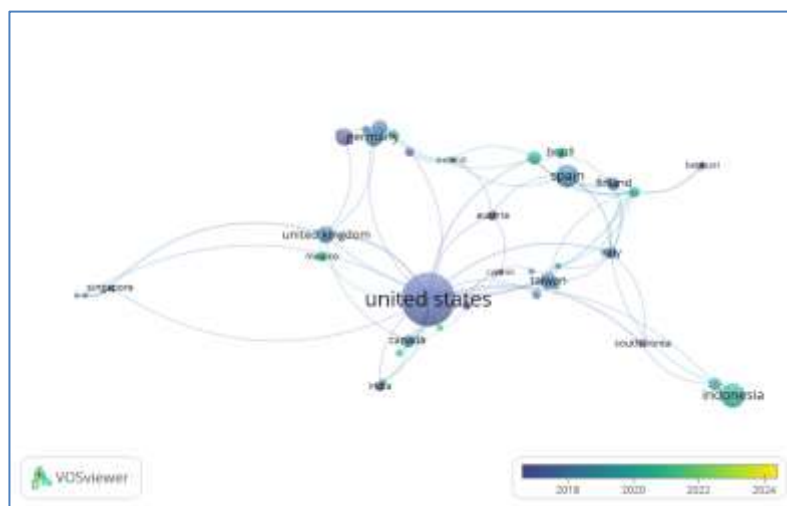 germany
brazil
spain
finland
austria
united kingdom
mexico
italy
cyprus
taiwan
singapore
united states
canada
south korea
india
indonesia
VOSviewer
2018 2020 2022 2024